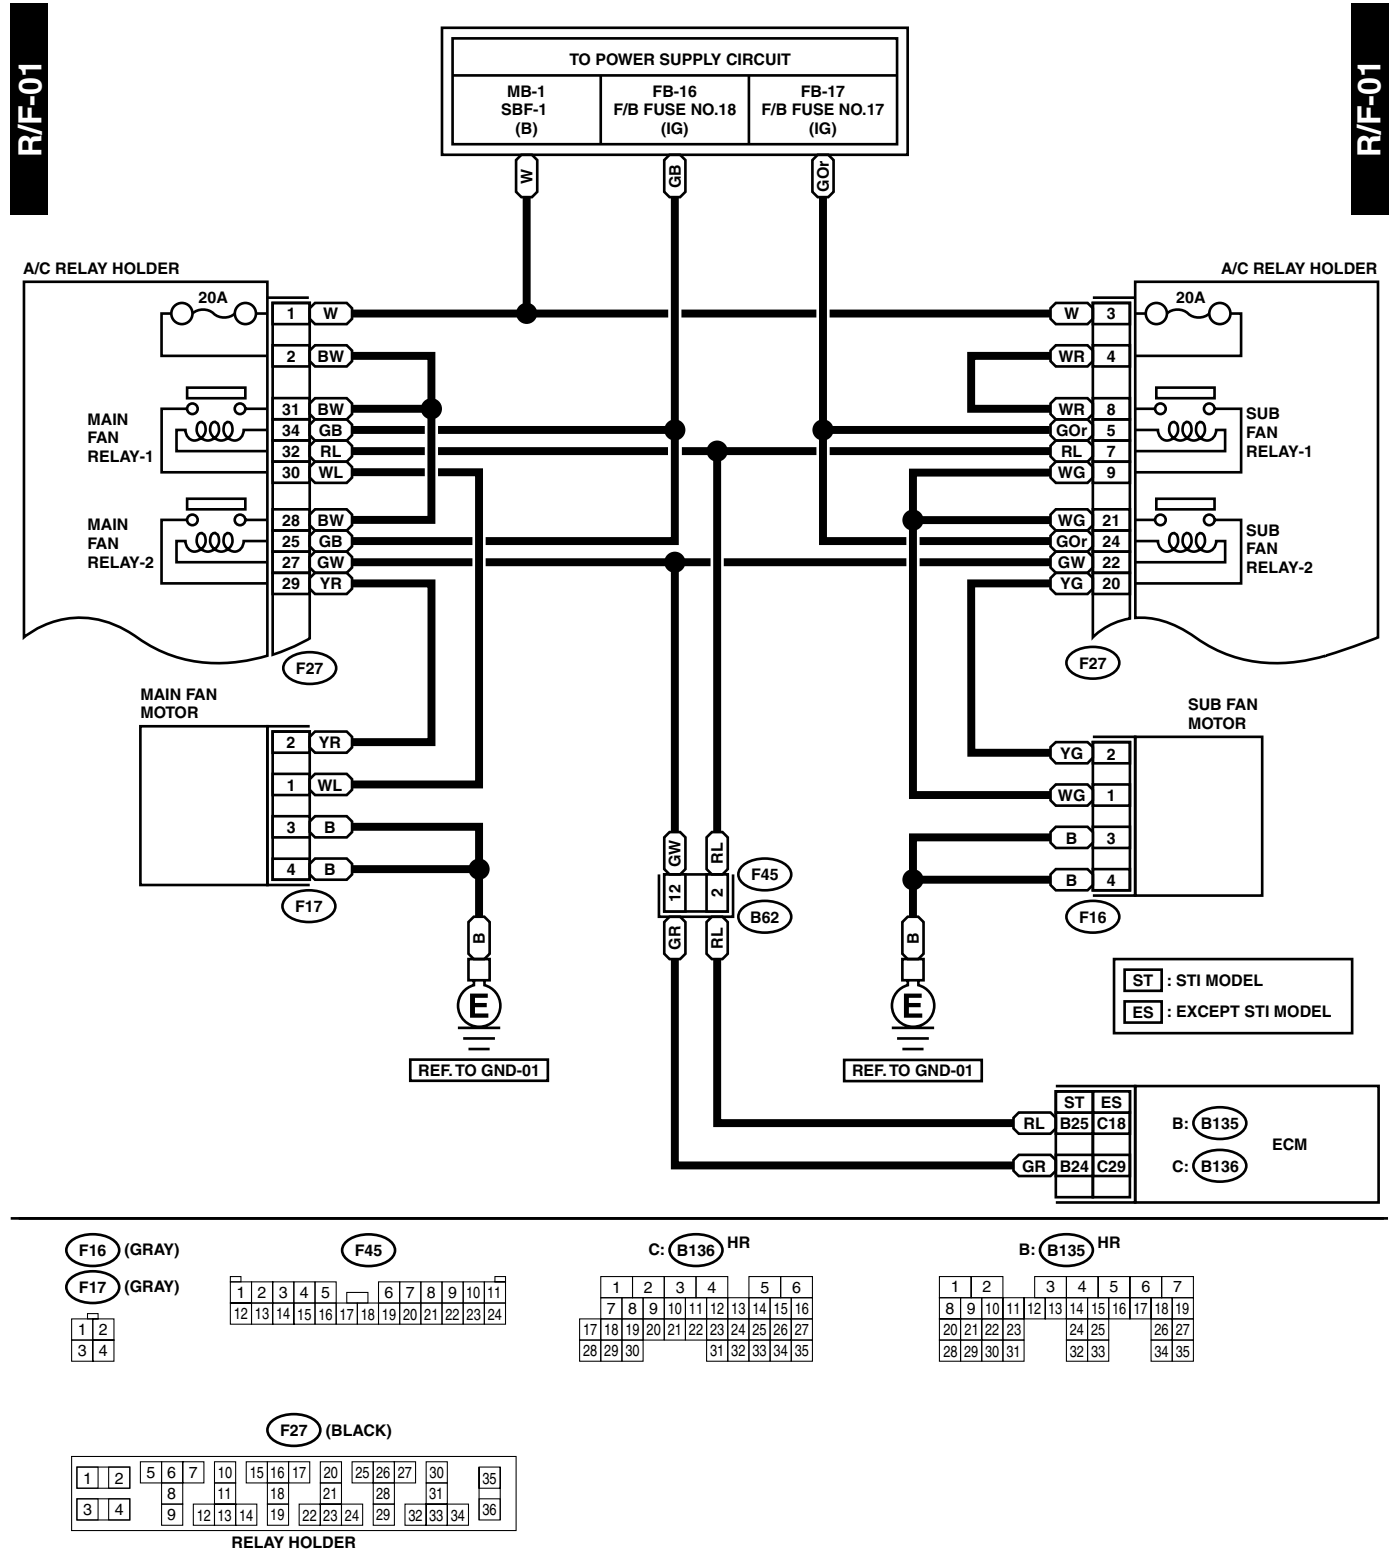 R/F-01
R/F-01
TO POWER SUPPLY CIRCUIT
MB-1
SBF-1
(B)
FB-16
F/B FUSE NO.18
(IG)
FB-17
F/B FUSE NO.17
(IG)
W
GB
GOr
A/C RELAY HOLDER
20A
1 W
2 BW
MAIN
FAN
RELAY-1
31 BW
34 GB
32 RL
30 WL
MAIN
FAN
RELAY-2
28 BW
25 GB
27 GW
29 YR
F27
A/C RELAY HOLDER
20A
W 3
WR 4
WR 8
GOr 5
RL 7
WG 9
SUB
FAN
RELAY-1
WG 21
GOr 24
GW 22
YG 20
SUB
FAN
RELAY-2
F27
MAIN FAN
MOTOR
2 YR
1 WL
3 B
4 B
F17
B
E
REF. TO GND-01
SUB FAN
MOTOR
YG 2
WG 1
B 3
B 4
F16
B
E
REF. TO GND-01
GW RL
12 2
F45
B62
GR RL
ST : STI MODEL
ES : EXCEPT STI MODEL
ST ES
RL B25 C18
GR B24 C29
B: B135
C: B136
ECM
F16 (GRAY)
F17 (GRAY)
1 2
3 4
F45
1 2 3 4 5 6 7 8 9 10 11
12 13 14 15 16 17 18 19 20 21 22 23 24
C: B136 HR
1 2 3 4 5 6
7 8 9 10 11 12 13 14 15 16
17 18 19 20 21 22 23 24 25 26 27
28 29 30 31 32 33 34 35
B: B135 HR
1 2 3 4 5 6 7
8 9 10 11 12 13 14 15 16 17 18 19
20 21 22 23 24 25 26 27
28 29 30 31 32 33 34 35
F27 (BLACK)
1 2 5 6 7 10 15 16 17 20 25 26 27 30 35
8 11 18 21 28 31
3 4 9 12 13 14 19 22 23 24 29 32 33 34 36
RELAY HOLDER